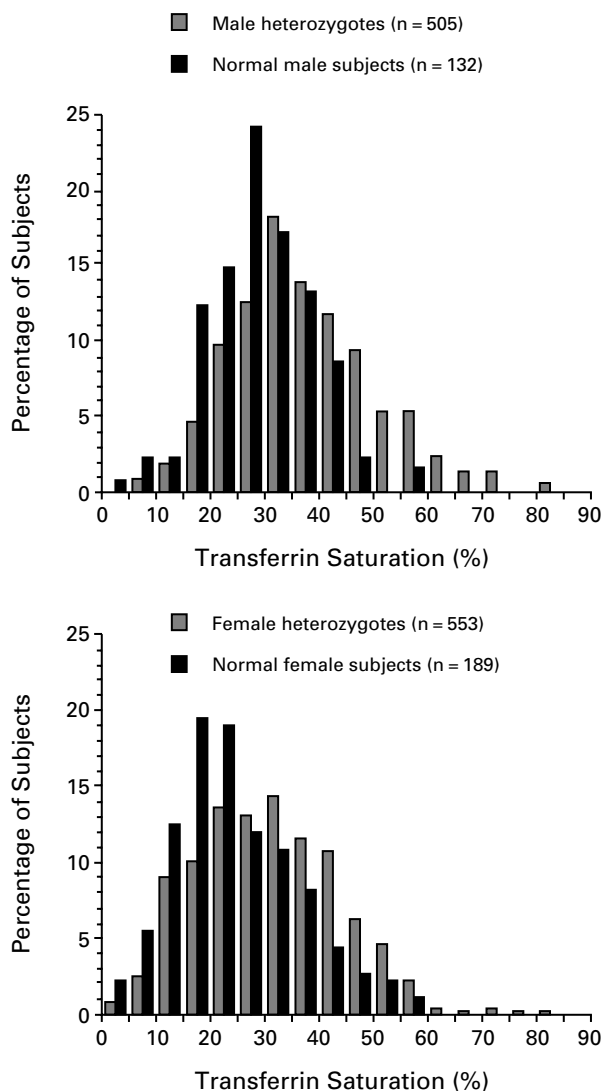 Male heterozygotes (n = 505)
Normal male subjects (n = 132)
25
20
15
10
5
0
Percentage of Subjects
0 10 20 30 40 50 60 70 80 90
Transferrin Saturation (%)
Female heterozygotes (n = 553)
Normal female subjects (n = 189)
25
20
15
10
5
0
Percentage of Subjects
0 10 20 30 40 50 60 70 80 90
Transferrin Saturation (%)